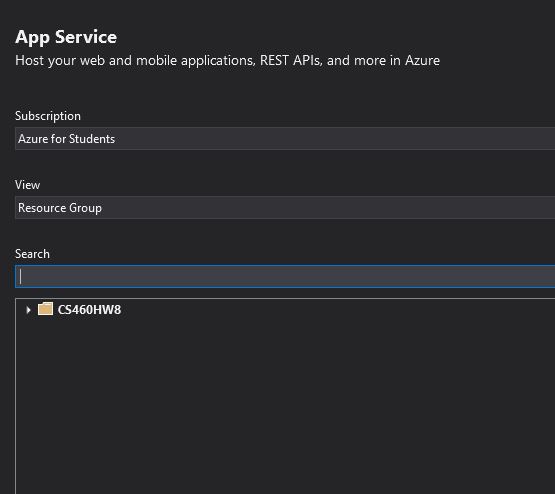 App Service
Host your web and mobile applications, REST APIs, and more in Azure
Subscription
Azure for Students
View
Resource Group
Search
CS460HW8